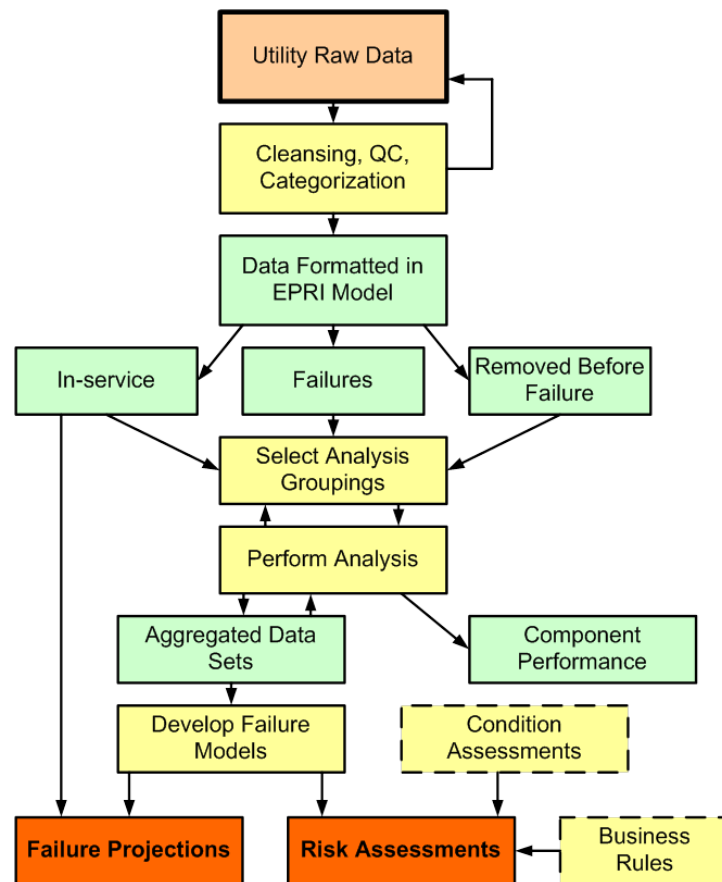 Utility Raw Data
Cleansing, QC,
Categorization
Data Formatted in
EPRI Model
In-service
Failures
Removed Before
Failure
Select Analysis
Groupings
Perform Analysis
Aggregated Data
Sets
Component
Performance
Develop Failure
Models
Condition
Assessments
Failure Projections
Risk Assessments
Business
Rules